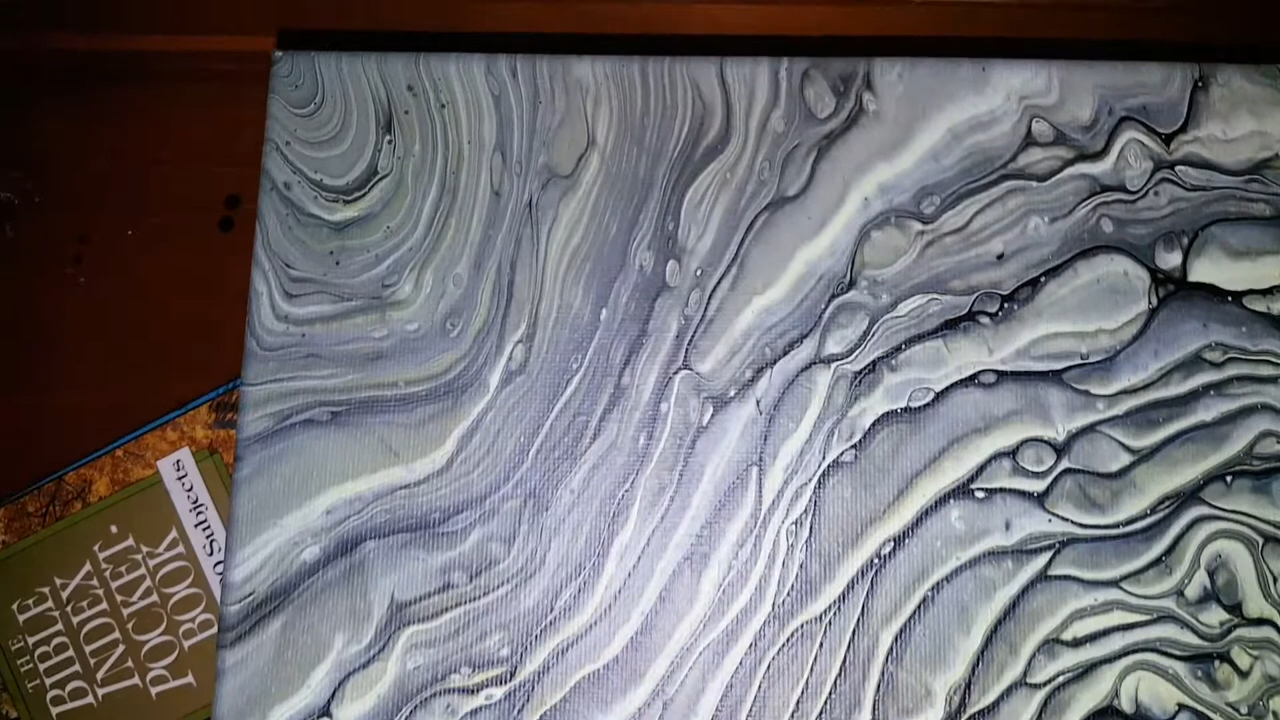 THE
BIBLE
INDEX
POCKET-
BOOK
Subjects